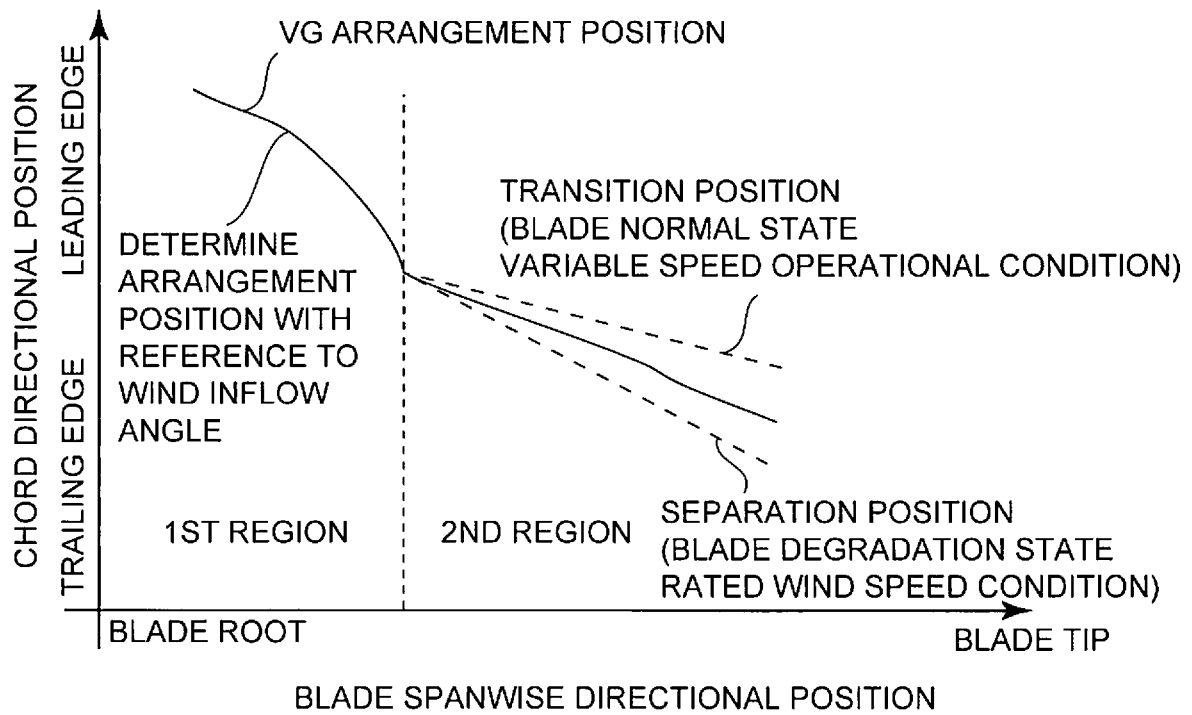 VG ARRANGEMENT POSITION
CHORD DIRECTIONAL POSITION
LEADING EDGE
TRAILING EDGE
TRANSITION POSITION
(BLADE NORMAL STATE
VARIABLE SPEED OPERATIONAL CONDITION)
DETERMINE
ARRANGEMENT
POSITION WITH
REFERENCE TO
WIND INFLOW
ANGLE
1ST REGION
2ND REGION
SEPARATION POSITION
(BLADE DEGRADATION STATE
RATED WIND SPEED CONDITION)
BLADE ROOT
BLADE TIP
BLADE SPANWISE DIRECTIONAL POSITION